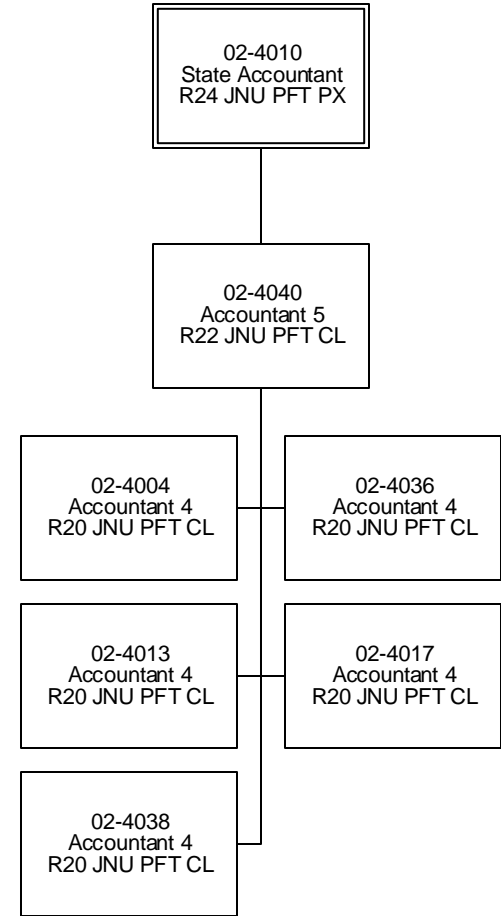 02-4010
State Accountant
R24 JNU PFT PX
02-4040
Accountant 5
R22 JNU PFT CL
02-4004
Accountant 4
R20 JNU PFT CL
02-4036
Accountant 4
R20 JNU PFT CL
02-4013
Accountant 4
R20 JNU PFT CL
02-4017
Accountant 4
R20 JNU PFT CL
02-4038
Accountant 4
R20 JNU PFT CL